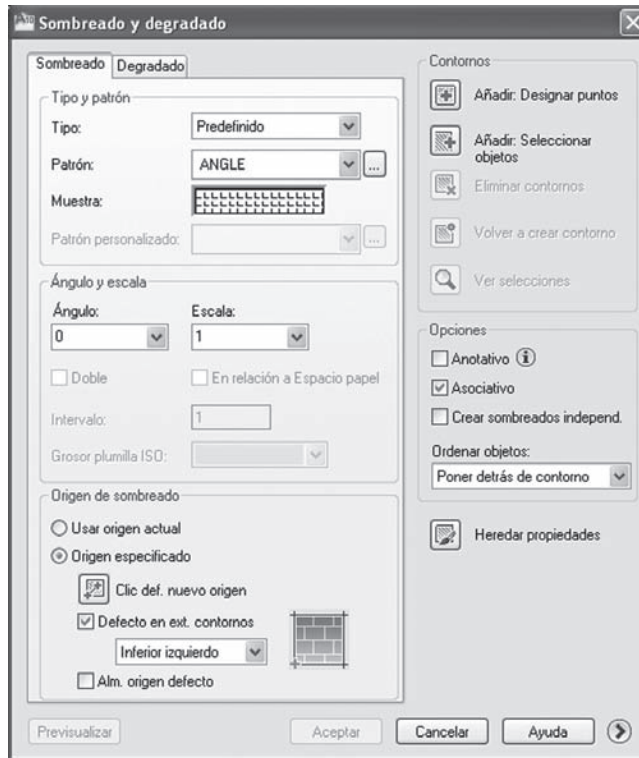 Sombreado y degradado
Sombreado Degradado
Tipo y patrón
Tipo: Predefinido
Patrón: ANGLE ...
Muestra:
Patrón personalizado: ...
Ángulo y escala
Ángulo: Escala:
0 1
Doble En relación a Espacio papel
Intervalo: 1
Grosor plumilla ISO:
Origen de sombreado
Usar origen actual
Origen especificado
Clic def. nuevo origen
Defecto en ext. contornos
Inferior izquierdo
Alm. origen defecto
Contornos
Añadir: Designar puntos
Añadir: Seleccionar
objetos
Eliminar contornos
Volver a crear contorno
Ver selecciones
Opciones
Anotativo
Asociativo
Crear sombreados independ.
Ordenar objetos:
Poner detrás de contorno
Heredar propiedades
Previsualizar Aceptar Cancelar Ayuda